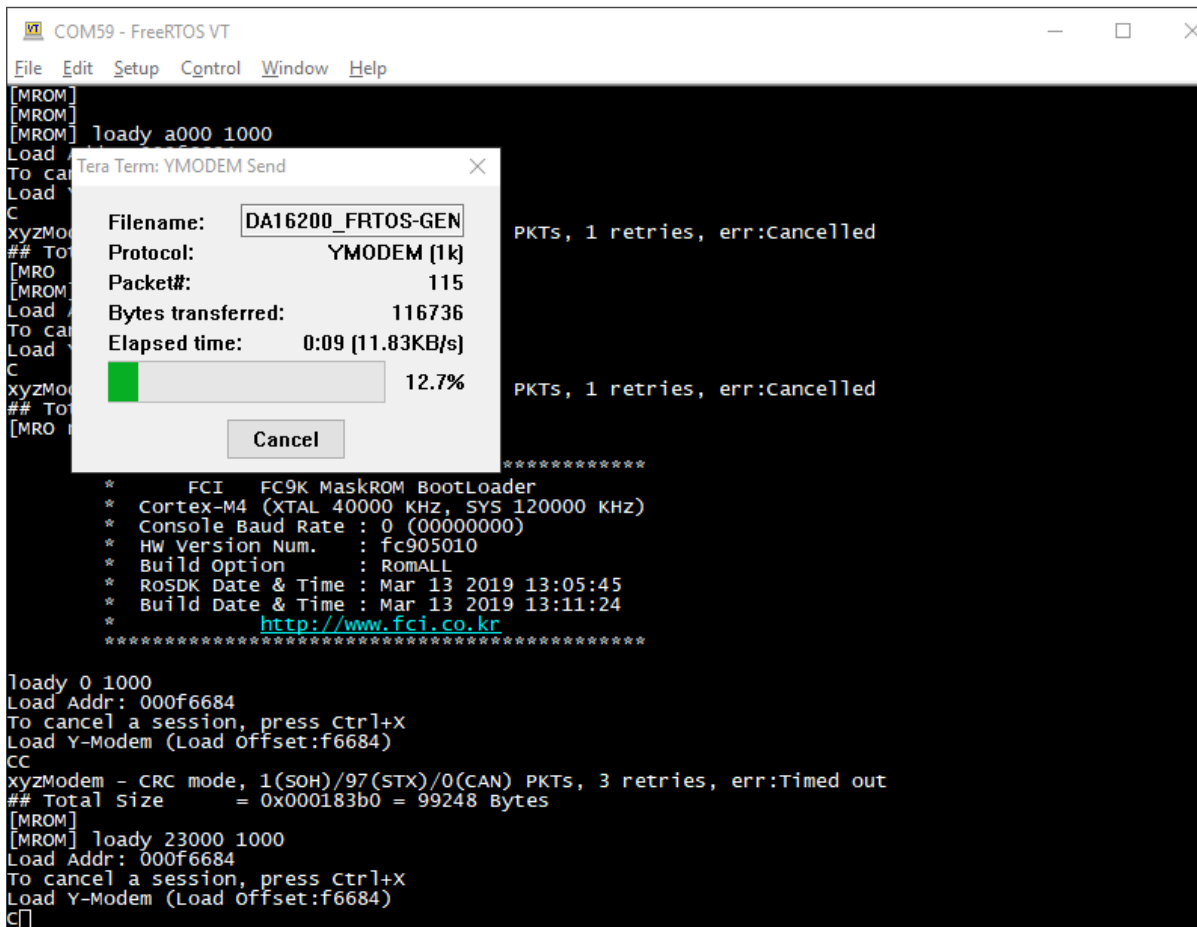 COM59 - FreeRTOS VT
File Edit Setup Control Window Help
[MROM]
[MROM]
[MROM] loady a000 1000
Load
To can
Load
C
xyzMod PKTs, 1 retries, err:Cancelled
## Tot
[MRO
[MROM]
Load
To can
Load
C
xyzMod PKTs, 1 retries, err:Cancelled
## Tot
[MRO
Tera Term: YMODEM Send
Filename: DA16200_FRTOS-GEN
Protocol: YMODEM (1k)
Packet#: 115
Bytes transferred: 116736
Elapsed time: 0:09 (11.83KB/s)
12.7%
Cancel
************
* FCI FC9K MaskROM BootLoader
* Cortex-M4 (XTAL 40000 KHz, SYS 120000 KHz)
* Console Baud Rate : 0 (00000000)
* HW Version Num. : fc905010
* Build Option : RomALL
* RoSDK Date & Time : Mar 13 2019 13:05:45
* Build Date & Time : Mar 13 2019 13:11:24
* http://www.fci.co.kr
*********************************************
loady 0 1000
Load Addr: 000f6684
To cancel a session, press Ctrl+X
Load Y-Modem (Load Offset:f6684)
CC
xyzModem - CRC mode, 1(SOH)/97(STX)/0(CAN) PKTs, 3 retries, err:Timed out
## Total Size = 0x000183b0 = 99248 Bytes
[MROM]
[MROM] loady 23000 1000
Load Addr: 000f6684
To cancel a session, press Ctrl+X
Load Y-Modem (Load Offset:f6684)
C